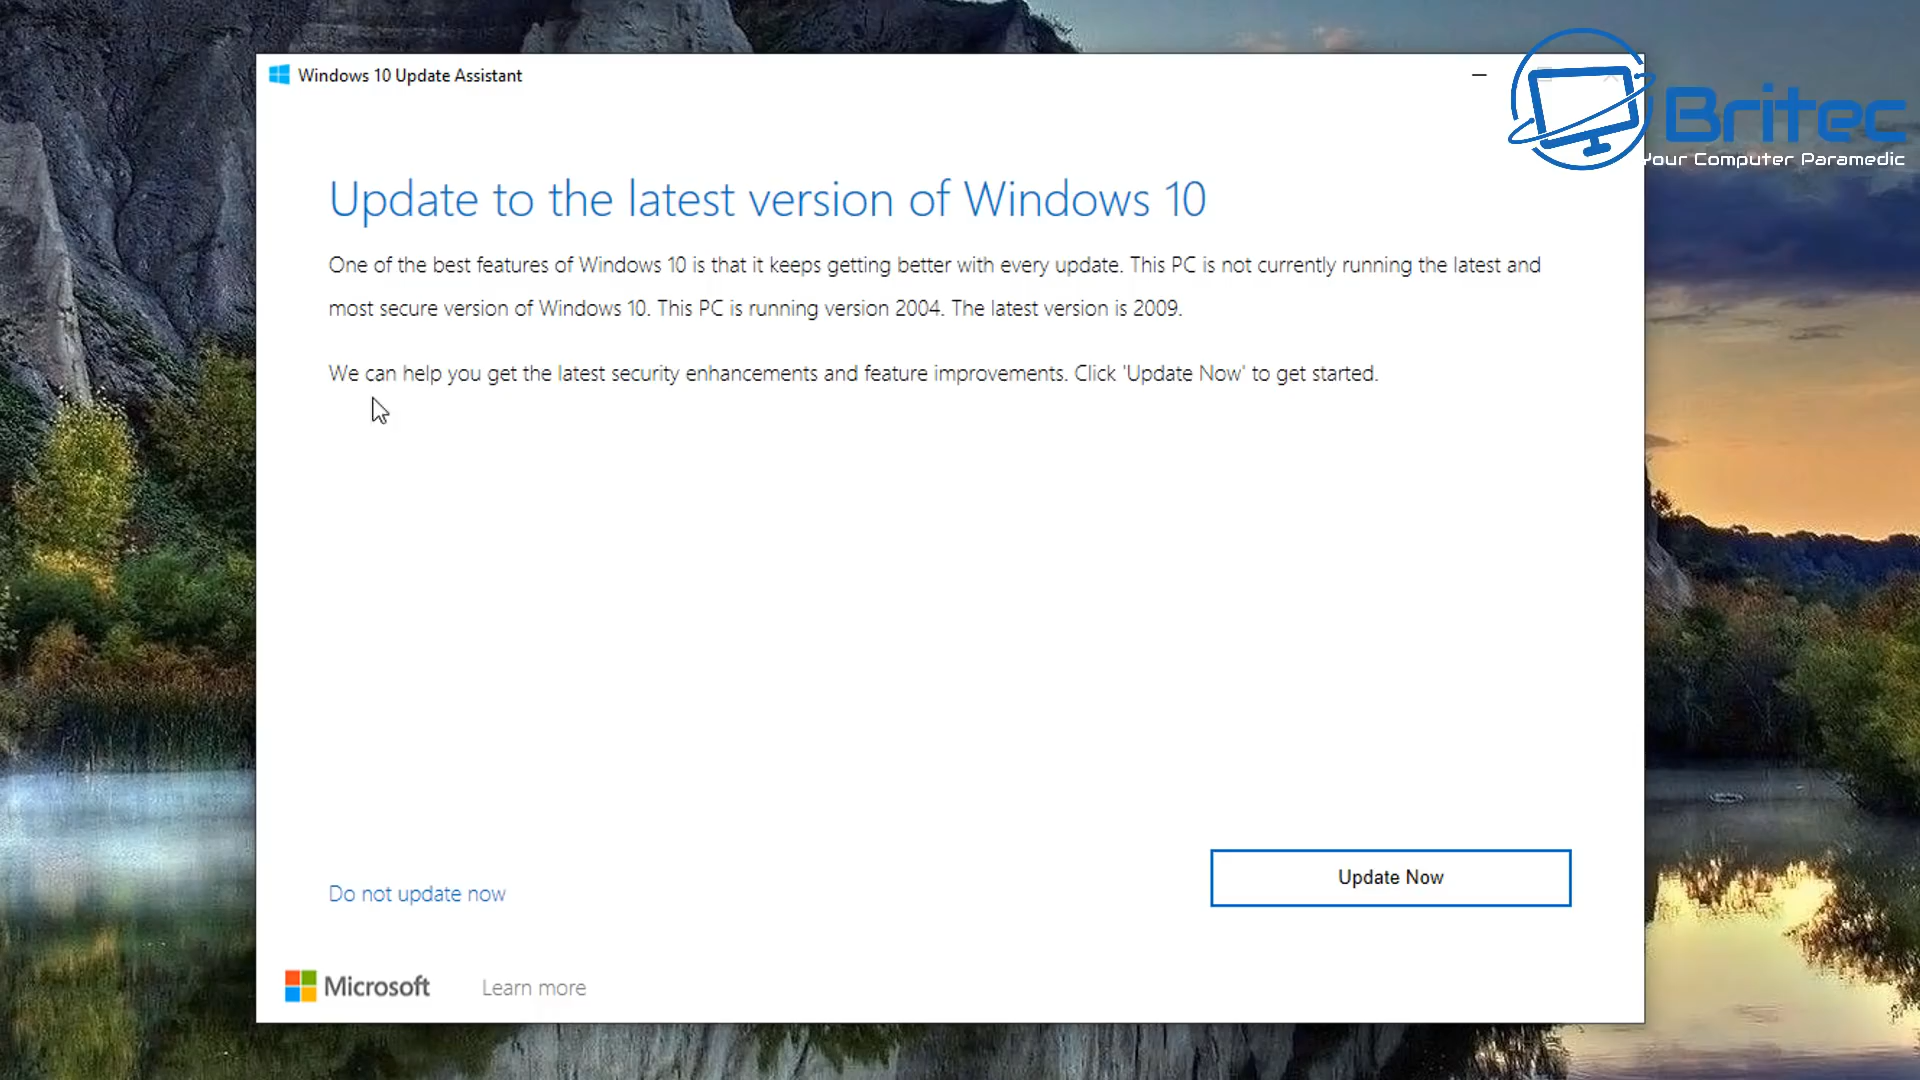 Windows 10 Update Assistant
Britec
Your Computer Paramedic
Update to the latest version of Windows 10
One of the best features of Windows 10 is that it keeps getting better with every update. This PC is not currently running the latest and
most secure version of Windows 10. This PC is running version 2004. The latest version is 2009.
We can help you get the latest security enhancements and feature improvements. Click 'Update Now' to get started.
Do not update now
Update Now
Microsoft
Learn more